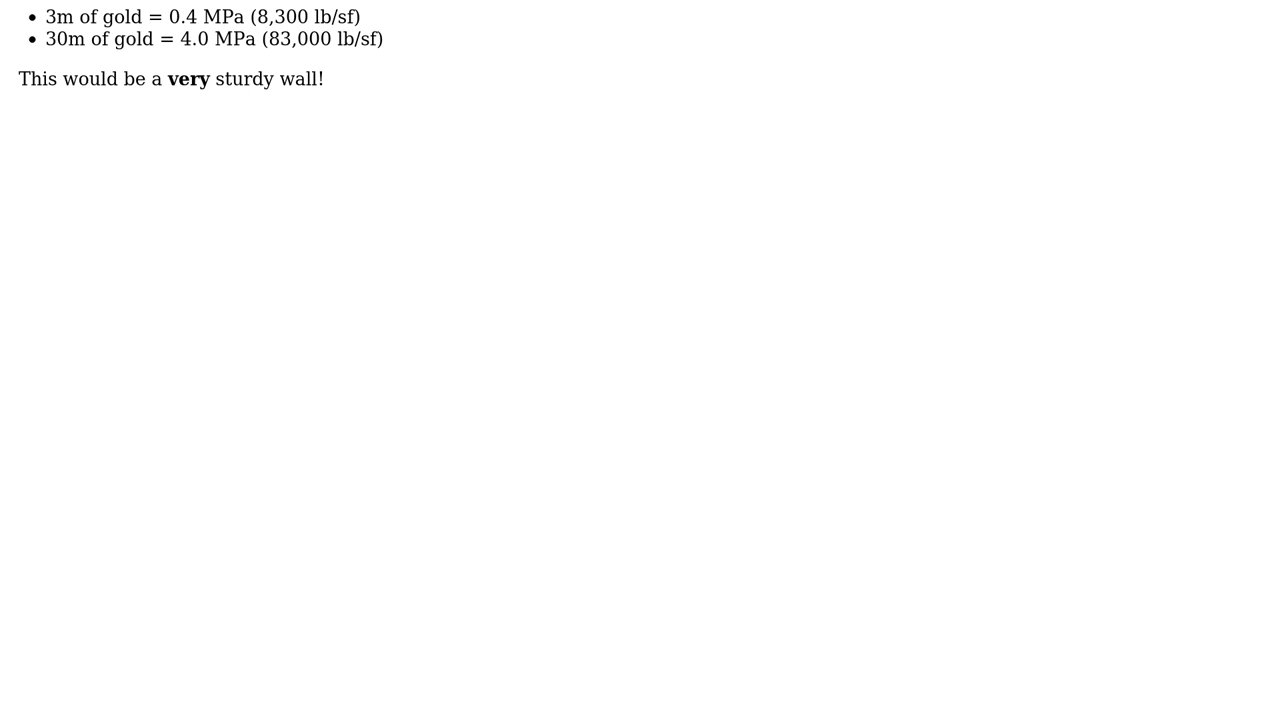 • 3m of gold = 0.4 MPa (8,300 lb/sf)
• 30m of gold = 4.0 MPa (83,000 lb/sf)
This would be a very sturdy wall!